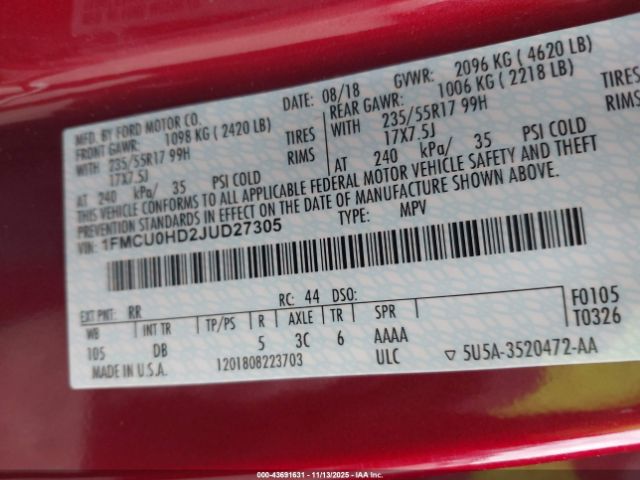 MFD. BY FORD MOTOR CO.
DATE: 08/18
GVWR: 2096 KG ( 4620 LB)
FRONT GAWR: 1098 KG ( 2420 LB)
REAR GAWR: 1006 KG ( 2218 LB)
WITH 235/55R17 99H TIRES
WITH 235/55R17 99H TIRES
17X7.5J RIMS
17X7.5J RIMS
AT 240 kPa/ 35 PSI COLD
AT 240 kPa/ 35 PSI COLD
THIS VEHICLE CONFORMS TO ALL APPLICABLE FEDERAL MOTOR VEHICLE SAFETY AND THEFT
PREVENTION STANDARDS IN EFFECT ON THE DATE OF MANUFACTURE SHOWN ABOVE.
VIN: 1FMCU0HD2JUD27305
TYPE: MPV
EXT PNT: RR RC: 44 DSO:
F0105
T0326
WB INT TR TP/PS R AXLE TR SPR
105 DB 5 3C 6 AAAA
MADE IN U.S.A. 1201808223703 ULC ▽ 5U5A-3520472-AA
000-43691631 - 11/13/2025 - IAA Inc.